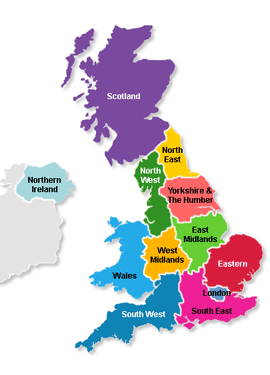 Scotland
North
East
Northern
Ireland
North
West
Yorkshire &
The Humber
East
Midlands
West
Midlands
Eastern
Wales
London
South West
South East